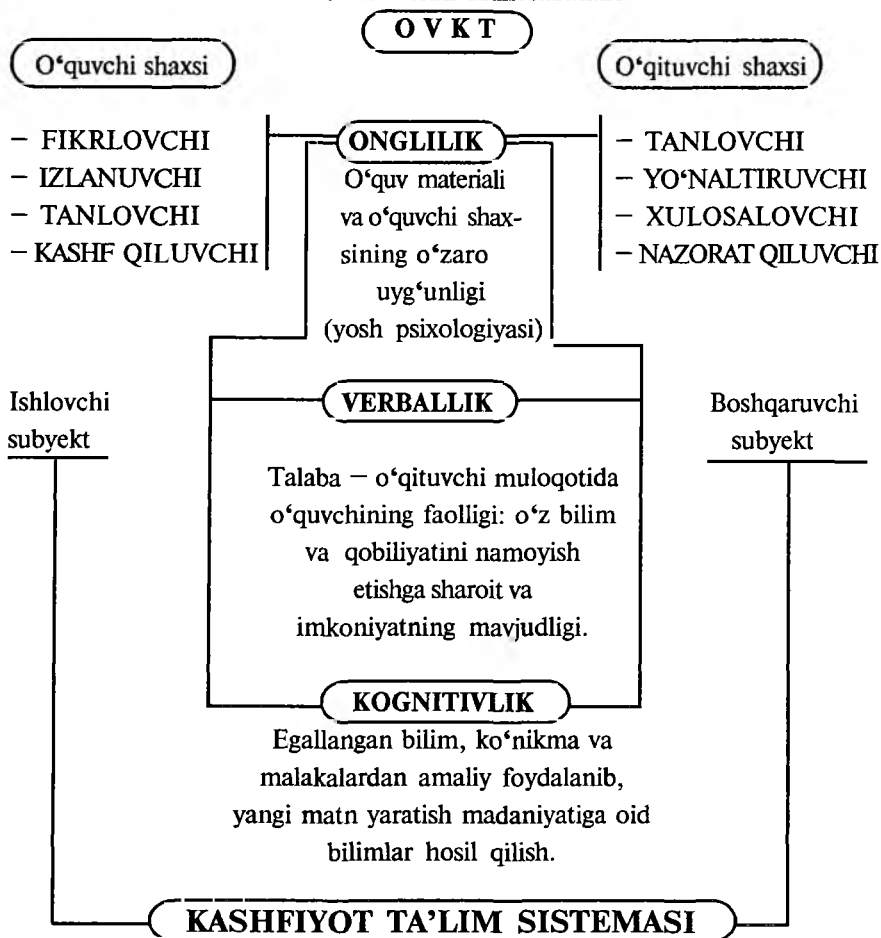 O V K T
O‘quvchi shaxsi
O‘qituvchi shaxsi
– FIKRLOVCHI
– IZLANUVCHI
– TANLOVCHI
– KASHF QILUVCHI
ONGLILIK
O‘quv materiali
va o‘quvchi shax-
sining o‘zaro
uyg‘unligi
(yosh psixologiyasi)
– TANLOVCHI
– YO‘NALTIRUVCHI
– XULOSALOVCHI
– NAZORAT QILUVCHI
Ishlovchi
subyekt
VERBALLIK
Boshqaruvchi
subyekt
Talaba – o‘qituvchi muloqotida
o‘quvchining faolligi: o‘z bilim
va qobiliyatini namoyish
etishga sharoit va
imkoniyatning mavjudligi.
KOGNITIVLIK
Egallangan bilim, ko‘nikma va
malakalardan amaliy foydalanib,
yangi matn yaratish madaniyatiga oid
bilimlar hosil qilish.
KASHFIYOT TA’LIM SISTEMASI